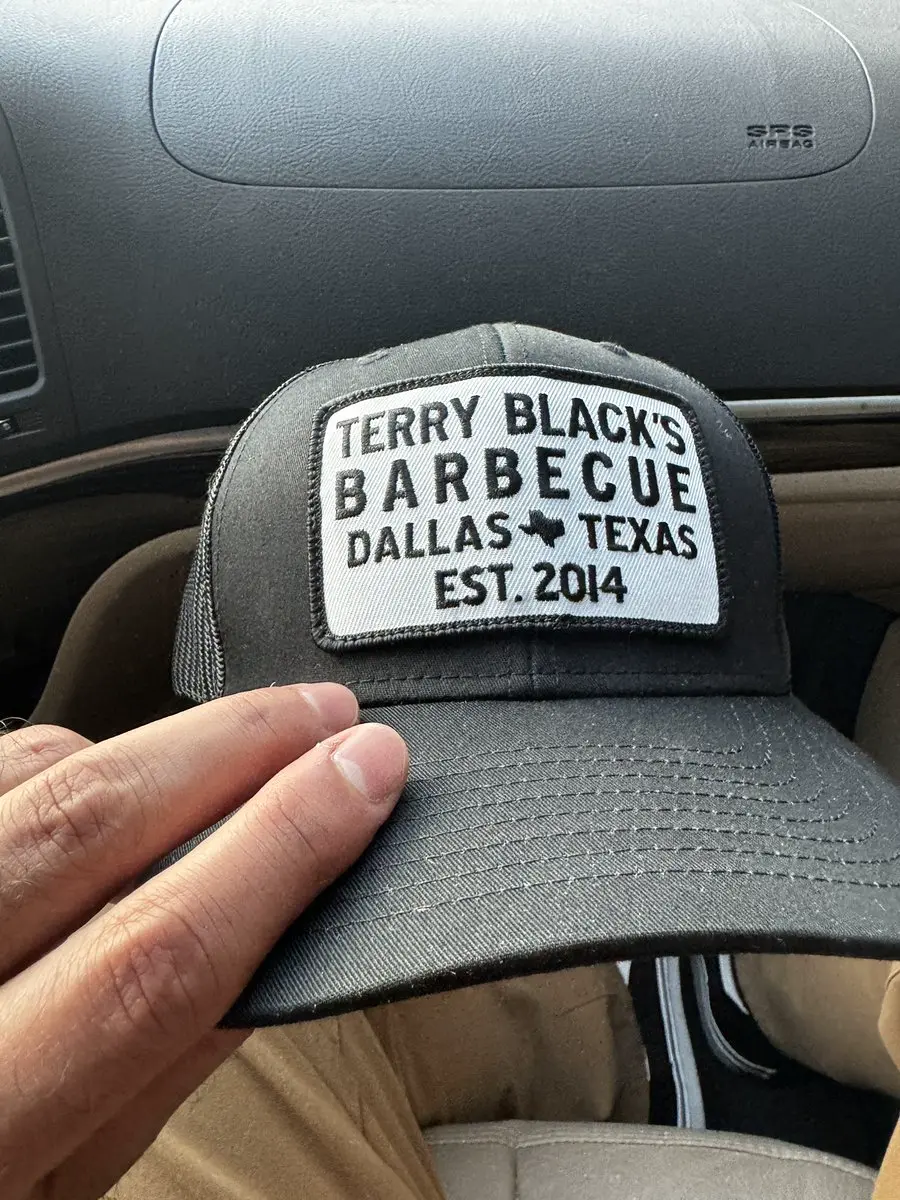 SRS
AIRBAG
TERRY BLACK'S
BARBECUE
DALLAS TEXAS
EST. 2014